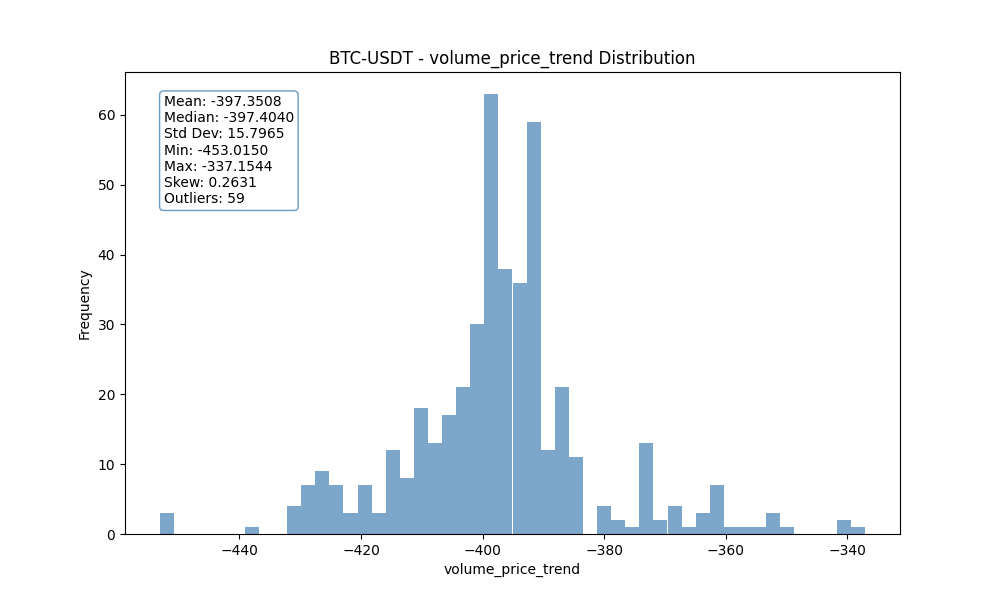 BTC-USDT - volume_price_trend Distribution
Mean: -397.3508
Median: -397.4040
Std Dev: 15.7965
Min: -453.0150
Max: -337.1544
Skew: 0.2631
Outliers: 59
Frequency
60
50
40
30
20
10
0
−440 −420 −400 −380 −360 −340
volume_price_trend